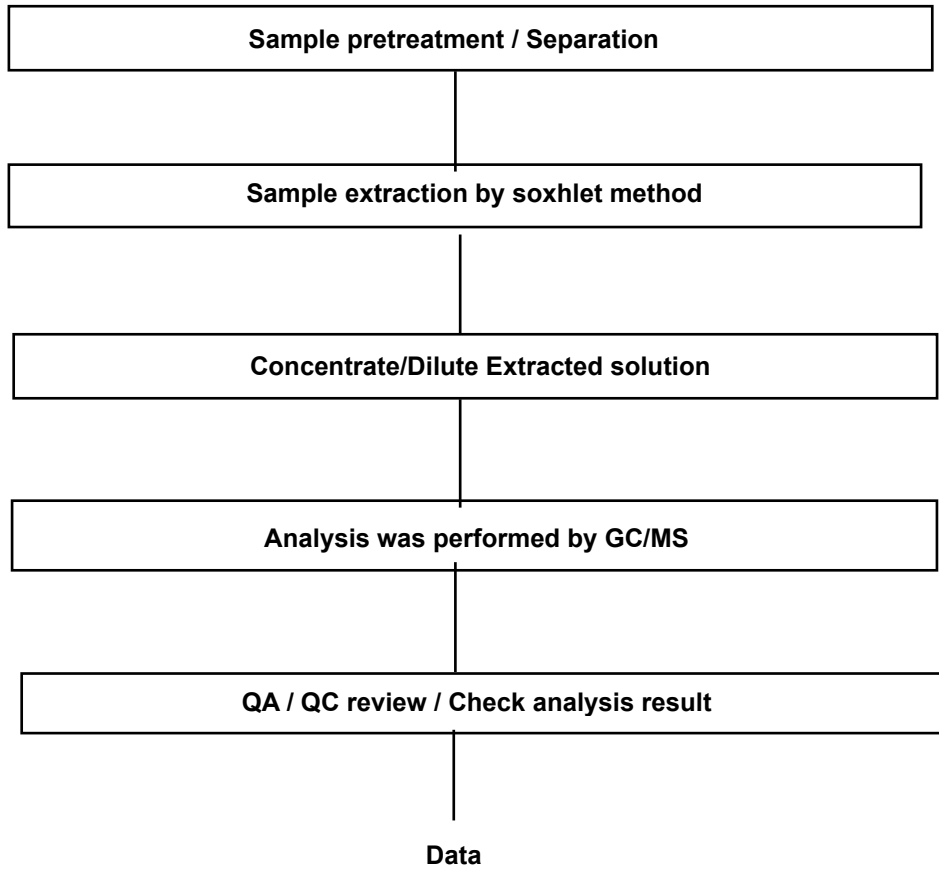 Sample pretreatment / Separation
Sample extraction by soxhlet method
Concentrate/Dilute Extracted solution
Analysis was performed by GC/MS
QA / QC review / Check analysis result
Data